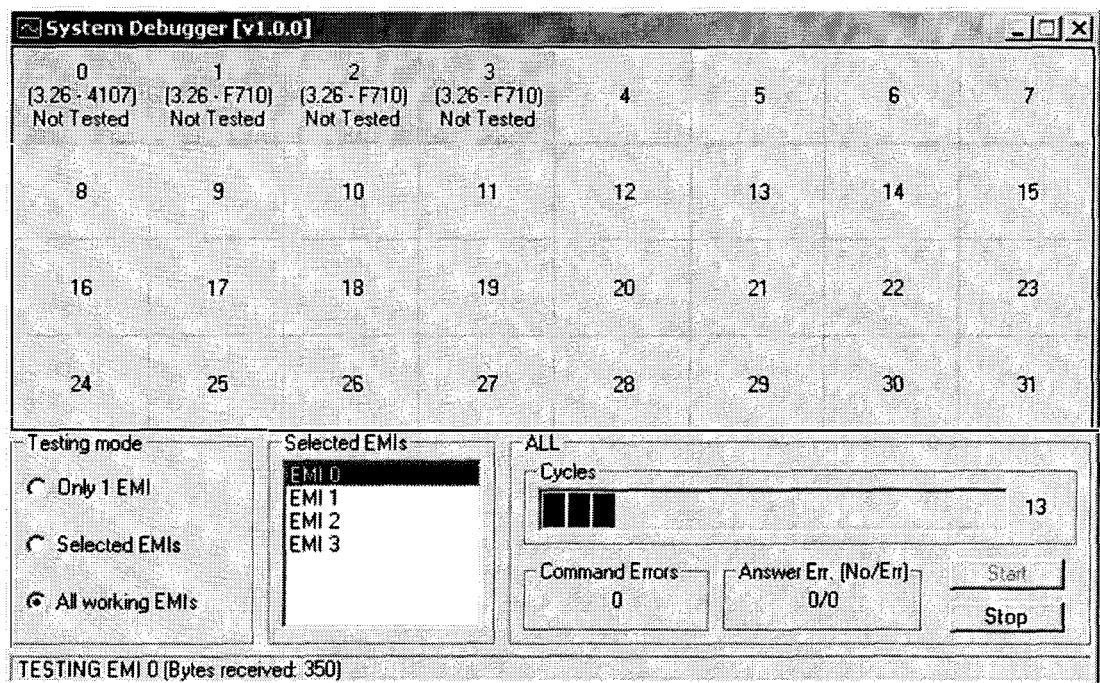 System Debugger [v1.0.0]
0 1 2 3
(3.26 - 4107) (3.26 - F710) (3.26 - F710) (3.26 - F710) 4 5 6 7
Not Tested Not Tested Not Tested Not Tested
8 9 10 11 12 13 14 15
16 17 18 19 20 21 22 23
24 25 26 27 28 29 30 31
Testing mode
Only 1 EMI
Selected EMIs
All working EMIs
Selected EMIs
EMI 0
EMI 1
EMI 2
EMI 3
ALL
Cycles
13
Command Errors
0
Answer Err. (No/Err)
0/0
Start
Stop
TESTING EMI 0 (Bytes received: 350)